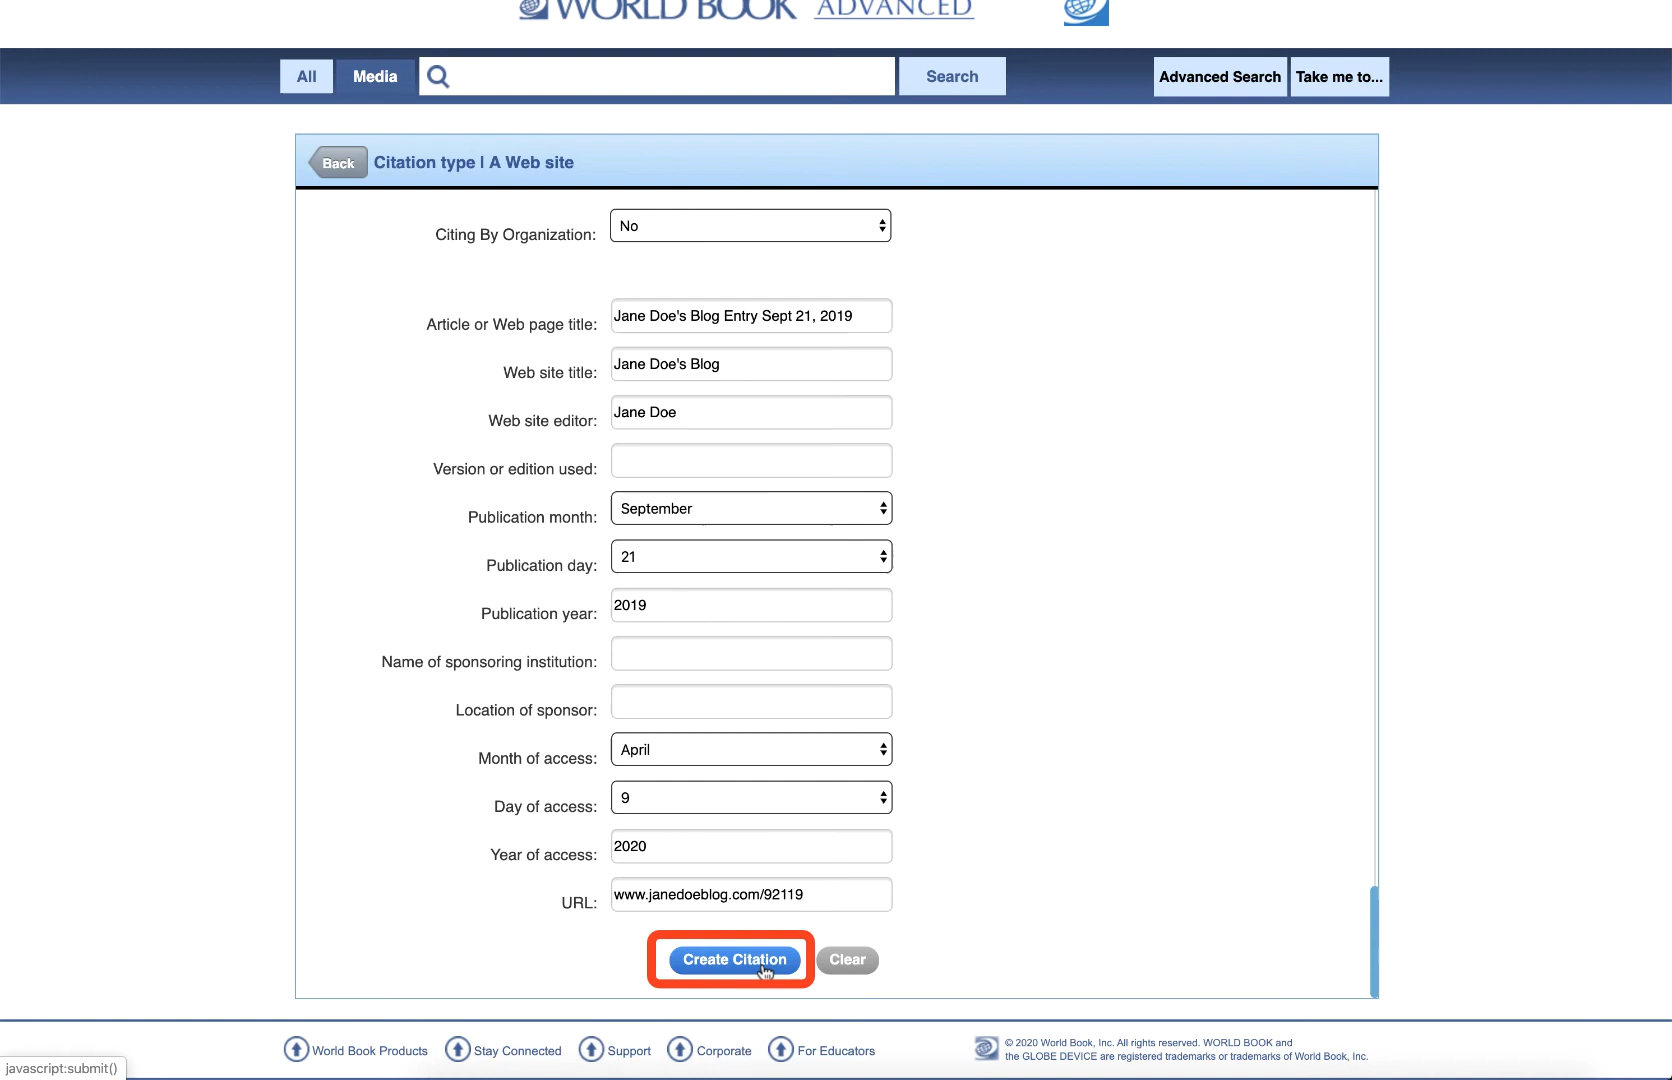 WORLD BOOK ADVANCED
All Media Search Advanced Search Take me to...
Back Citation type | A Web site
Citing By Organization: No
Article or Web page title: Jane Doe's Blog Entry Sept 21, 2019
Web site title: Jane Doe's Blog
Web site editor: Jane Doe
Version or edition used:
Publication month: September
Publication day: 21
Publication year: 2019
Name of sponsoring institution:
Location of sponsor:
Month of access: April
Day of access: 9
Year of access: 2020
URL: www.janedoeblog.com/92119
Create Citation Clear
World Book Products Stay Connected Support Corporate For Educators
© 2020 World Book, Inc. All rights reserved. WORLD BOOK and
the GLOBE DEVICE are registered trademarks or trademarks of World Book, Inc.
javascript:submit()